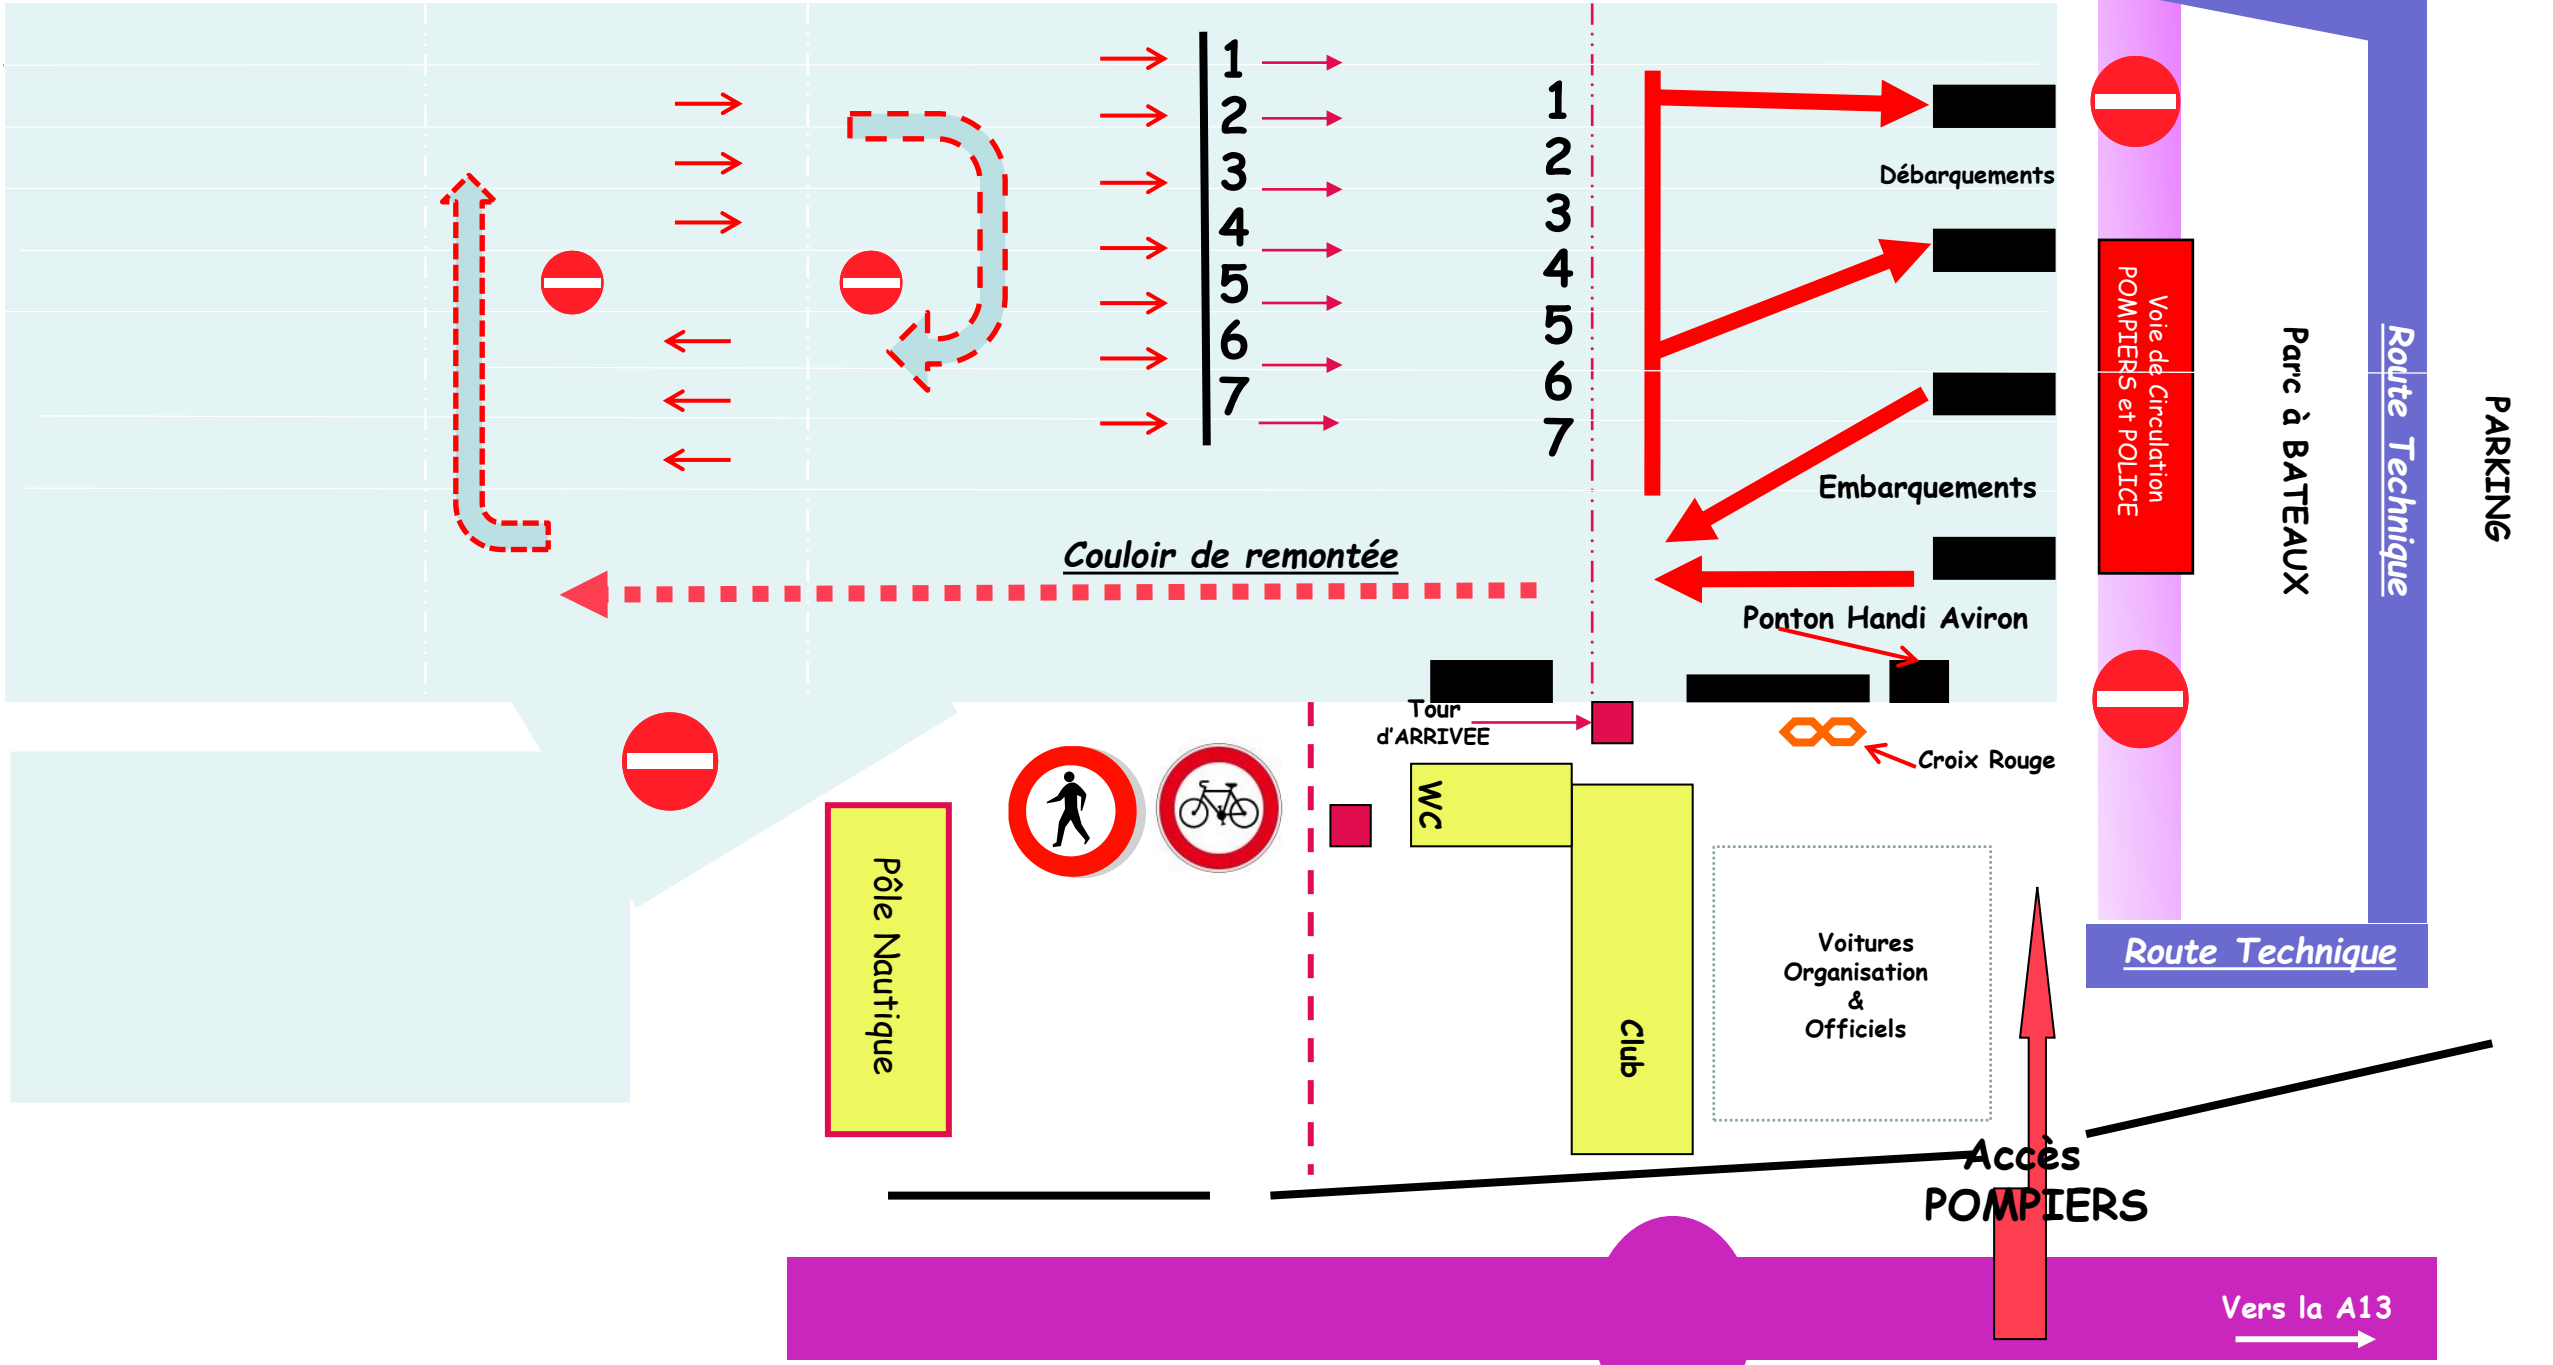 1
2
3
4
5
6
7
1
2
3
4
5
6
7
Débarquements
Embarquements
Couloir de remontée
Ponton Handi Aviron
Tour
d'ARRIVEE
Croix Rouge
WC
Club
Pôle Nautique
Voitures
Organisation
&
Officiels
Voie de Circulation
POMPIERS et POLICE
Parc à BATEAUX
Route Technique
PARKING
Route Technique
Accès
POMPIERS
Vers la A13